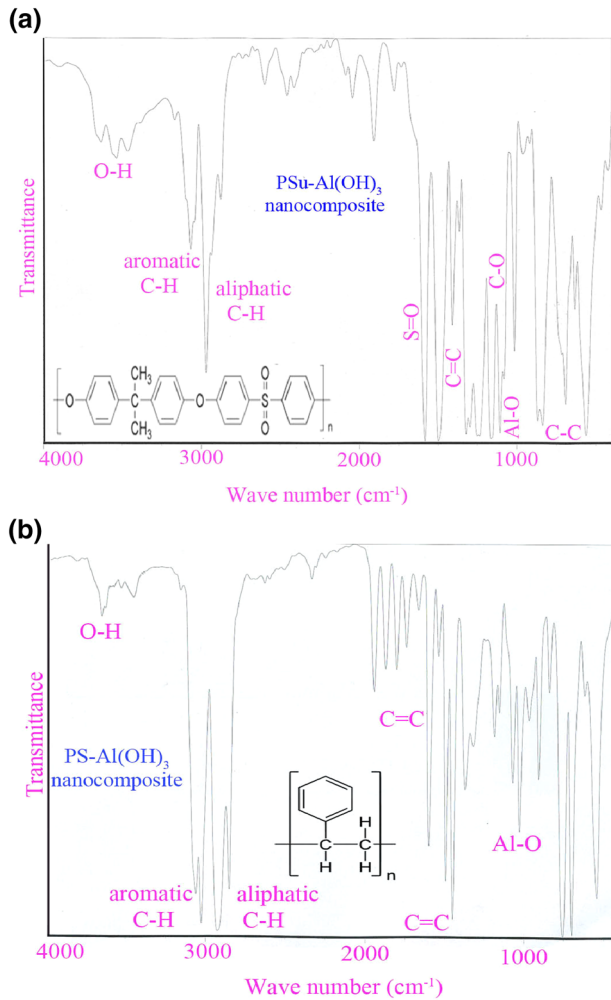 (a)
O-H
PSu-Al(OH)3
nanocomposite
Transmittance
aromatic
C-H
aliphatic
C-H
S=O
C=C
C-O
Al-O
C-C
O
CH3
C
CH3
O
O
S
O
n
4000
3000
2000
1000
Wave number (cm-1)
(b)
O-H
Transmittance
PS-Al(OH)3
nanocomposite
C=C
Al-O
H
C
C
H
H
n
aromatic
C-H
aliphatic
C-H
C=C
4000
3000
2000
1000
Wave number (cm-1)